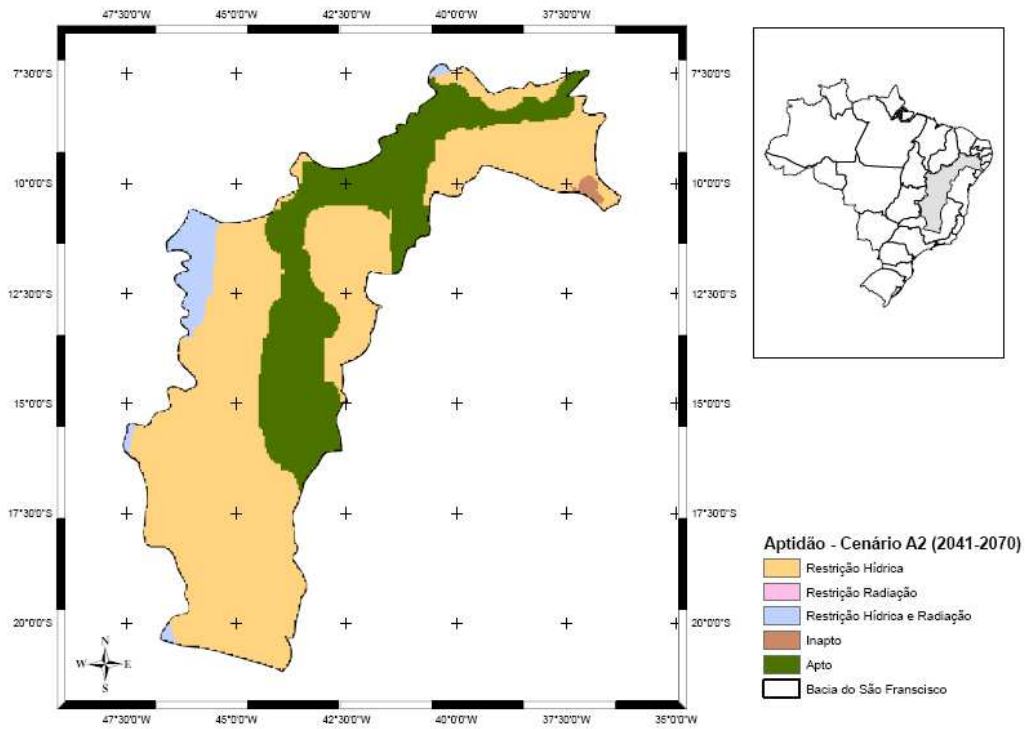 47°30'0"W 45°0'0"W 42°30'0"W 40°0'0"W 37°30'0"W 35°0'0"W
7°30'0"S 7°30'0"S
10°0'0"S 10°0'0"S
12°30'0"S 12°30'0"S
15°0'0"S 15°0'0"S
17°30'0"S 17°30'0"S
20°0'0"S 20°0'0"S
N
W E
S
47°30'0"W 45°0'0"W 42°30'0"W 40°0'0"W 37°30'0"W 35°0'0"W
Aptidão - Cenário A2 (2041-2070)
Restrição Hídrica
Restrição Radiação
Restrição Hídrica e Radiação
Inapto
Apto
Bacia do São Franscisco